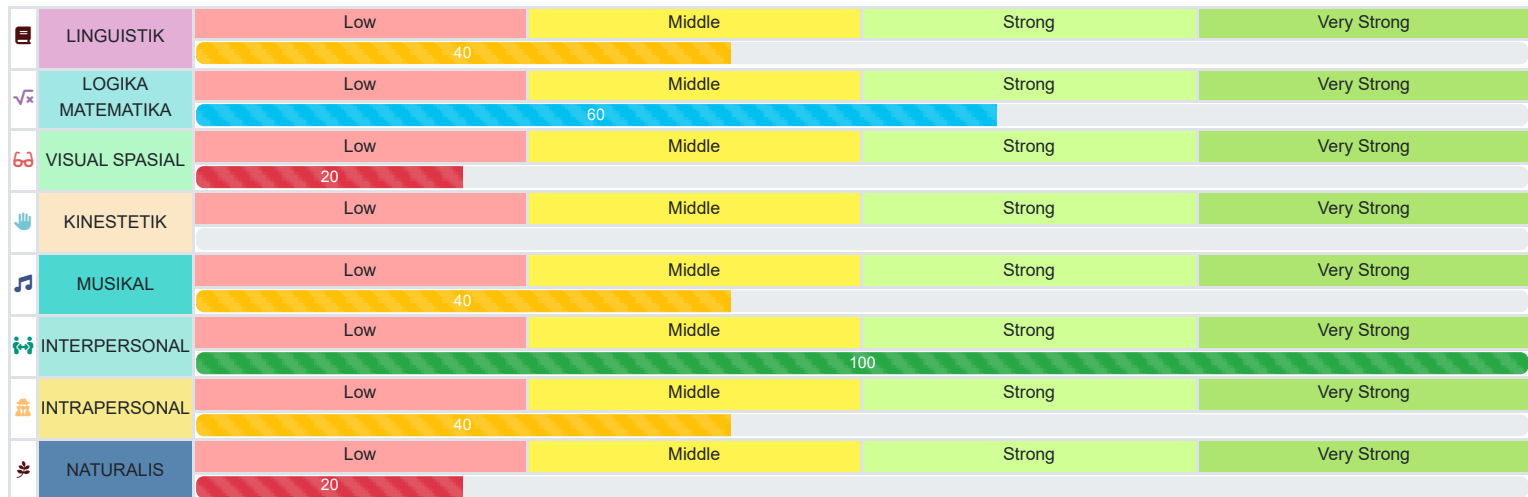 LINGUISTIK
Low Middle Strong Very Strong
40
LOGIKA
MATEMATIKA
Low Middle Strong Very Strong
60
VISUAL SPASIAL
Low Middle Strong Very Strong
20
KINESTETIK
Low Middle Strong Very Strong
MUSIKAL
Low Middle Strong Very Strong
40
INTERPERSONAL
Low Middle Strong Very Strong
100
INTRAPERSONAL
Low Middle Strong Very Strong
40
NATURALIS
Low Middle Strong Very Strong
20